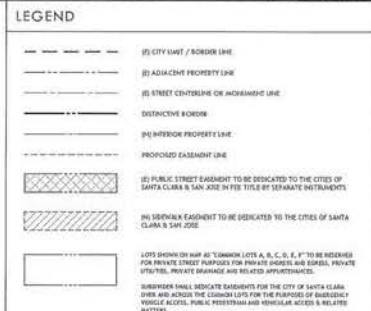 LEGEND
(E) CITY LIMIT / BORDER LINE
(E) ADJACENT PROPERTY LINE
(E) STREET CENTERLINE OR MONUMENT LINE
DISTINCTIVE BORDER
(N) INTERIOR PROPERTY LINE
PROPOSED EASEMENT LINE
(E) PUBLIC STREET EASEMENT TO BE DEDICATED TO THE CITIES OF
SANTA CLARA & SAN JOSE IN FEE TITLE BY SEPARATE INSTRUMENTS
(N) SIDEWALK EASEMENT TO BE DEDICATED TO THE CITIES OF SANTA
CLARA & SAN JOSE
LOTS SHOWN ON MAP AS "COMMON LOTS A, B, C, D, E, F" TO BE RESERVED
FOR PRIVATE STREET PURPOSES FOR PRIVATE INGRESS AND EGRESS, PRIVATE
UTILITIES, PRIVATE DRAINAGE AND RELATED APPURTENANCES.
SUBDIVIDER SHALL DEDICATE EASEMENTS FOR THE CITY OF SANTA CLARA
OVER AND ACROSS THE COMMON LOTS FOR THE PURPOSES OF EMERGENCY
VEHICLE ACCESS, PUBLIC PEDESTRIAN AND VEHICULAR ACCESS & RELATED
MATTERS